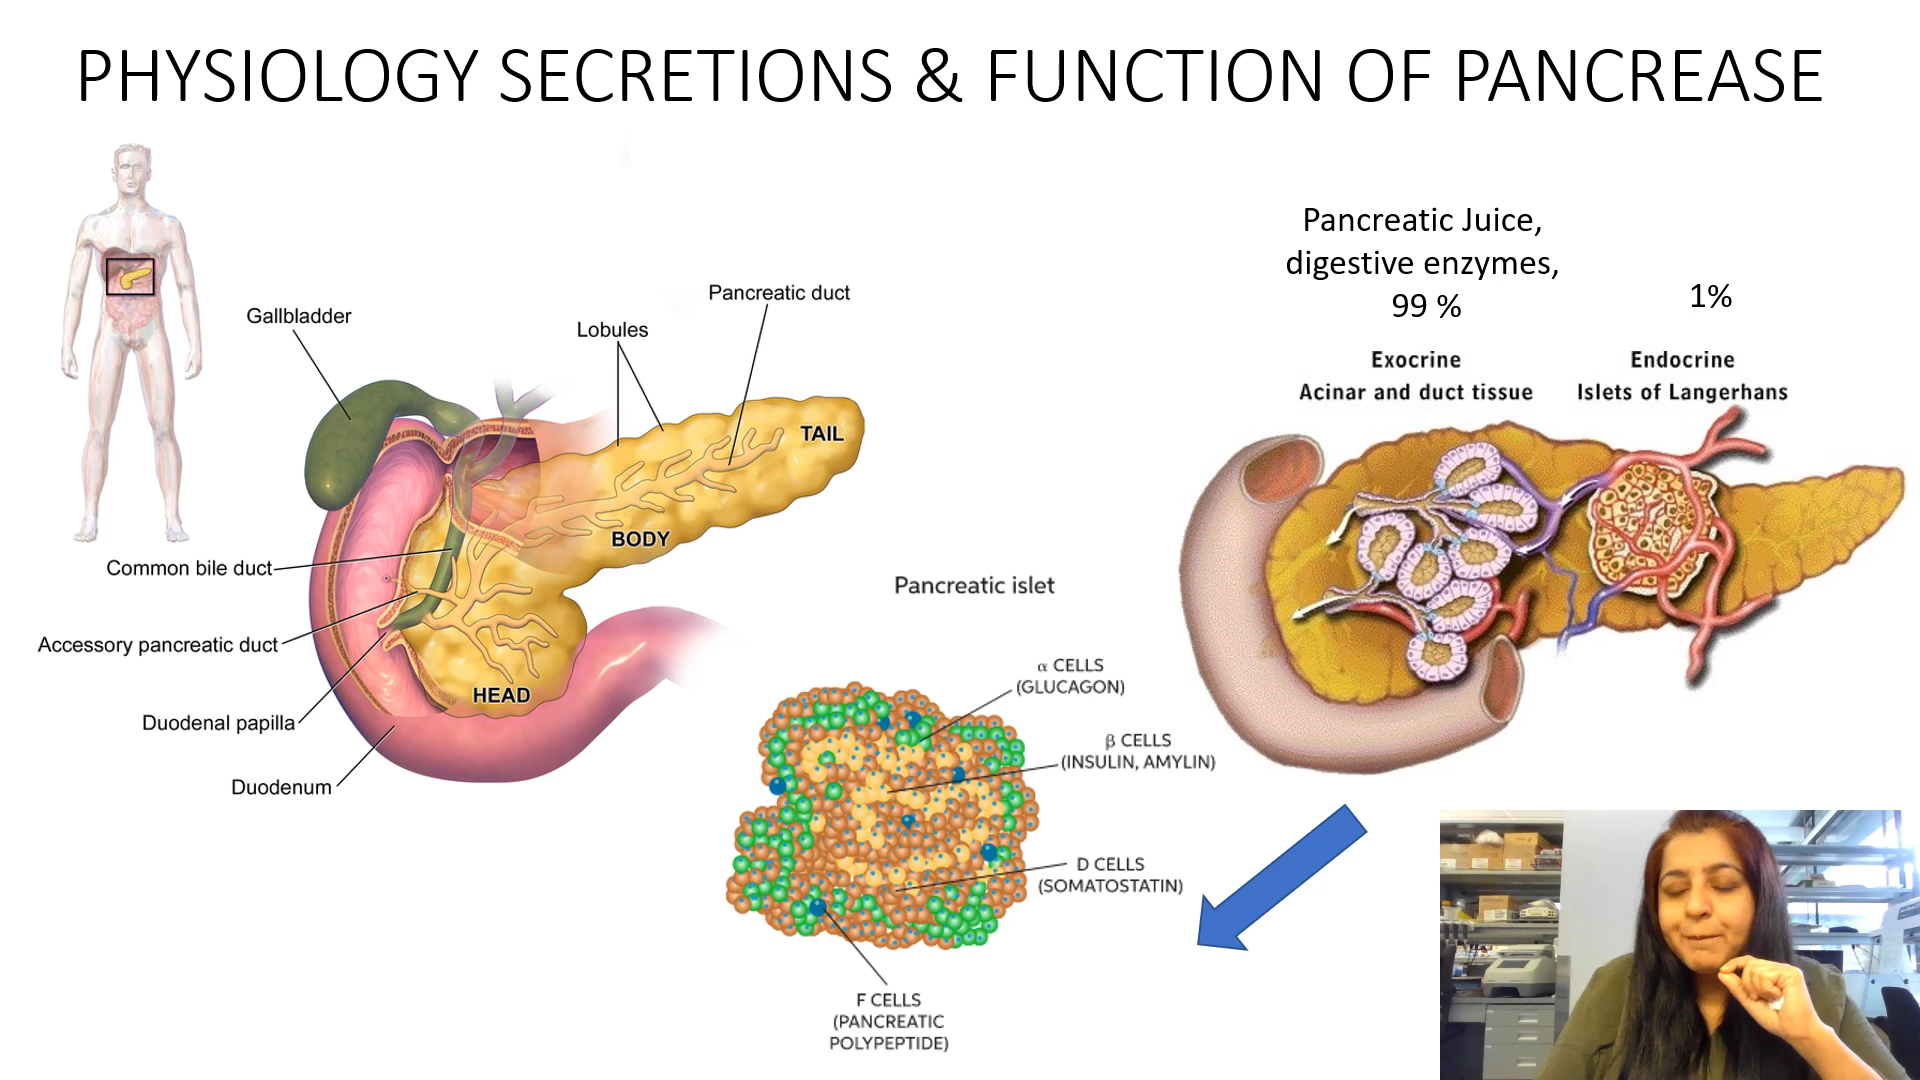 PHYSIOLOGY SECRETIONS & FUNCTION OF PANCREASE
Gallbladder
Lobules
Pancreatic duct
TAIL
BODY
Common bile duct
Accessory pancreatic duct
HEAD
Duodenal papilla
Duodenum
Pancreatic Juice,
digestive enzymes,
99 %
1%
Exocrine
Acinar and duct tissue
Endocrine
Islets of Langerhans
Pancreatic islet
α CELLS
(GLUCAGON)
β CELLS
(INSULIN, AMYLIN)
D CELLS
(SOMATOSTATIN)
F CELLS
(PANCREATIC
POLYPEPTIDE)